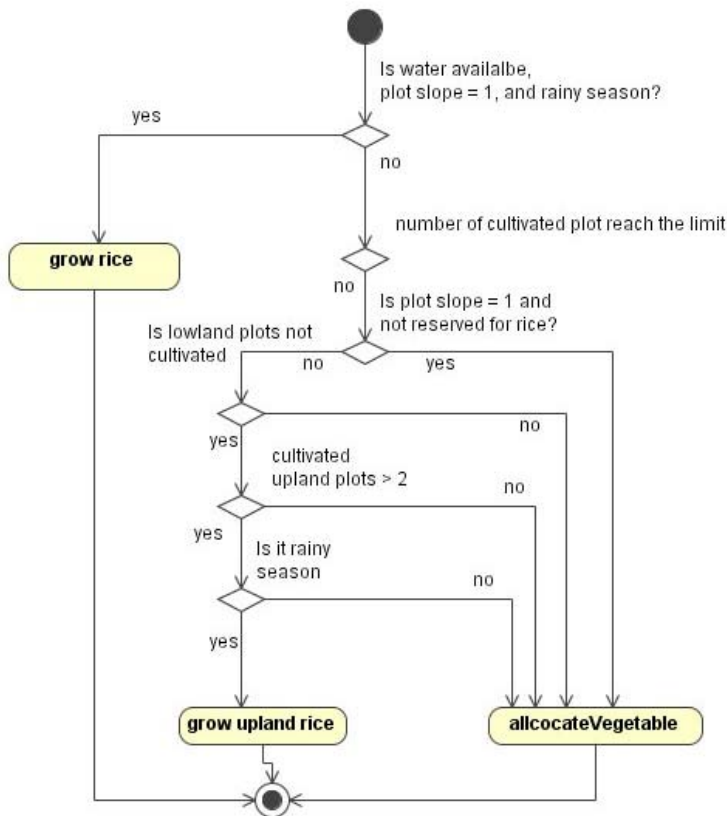 Is water availalbe,
plot slope = 1, and rainy season?
yes
no
number of cultivated plot reach the limit
grow rice
no
Is plot slope = 1 and
not reserved for rice?
Is lowland plots not
cultivated
no
yes
yes
no
cultivated
upland plots > 2
no
yes
Is it rainy
season
no
yes
grow upland rice
allcocateVegetable